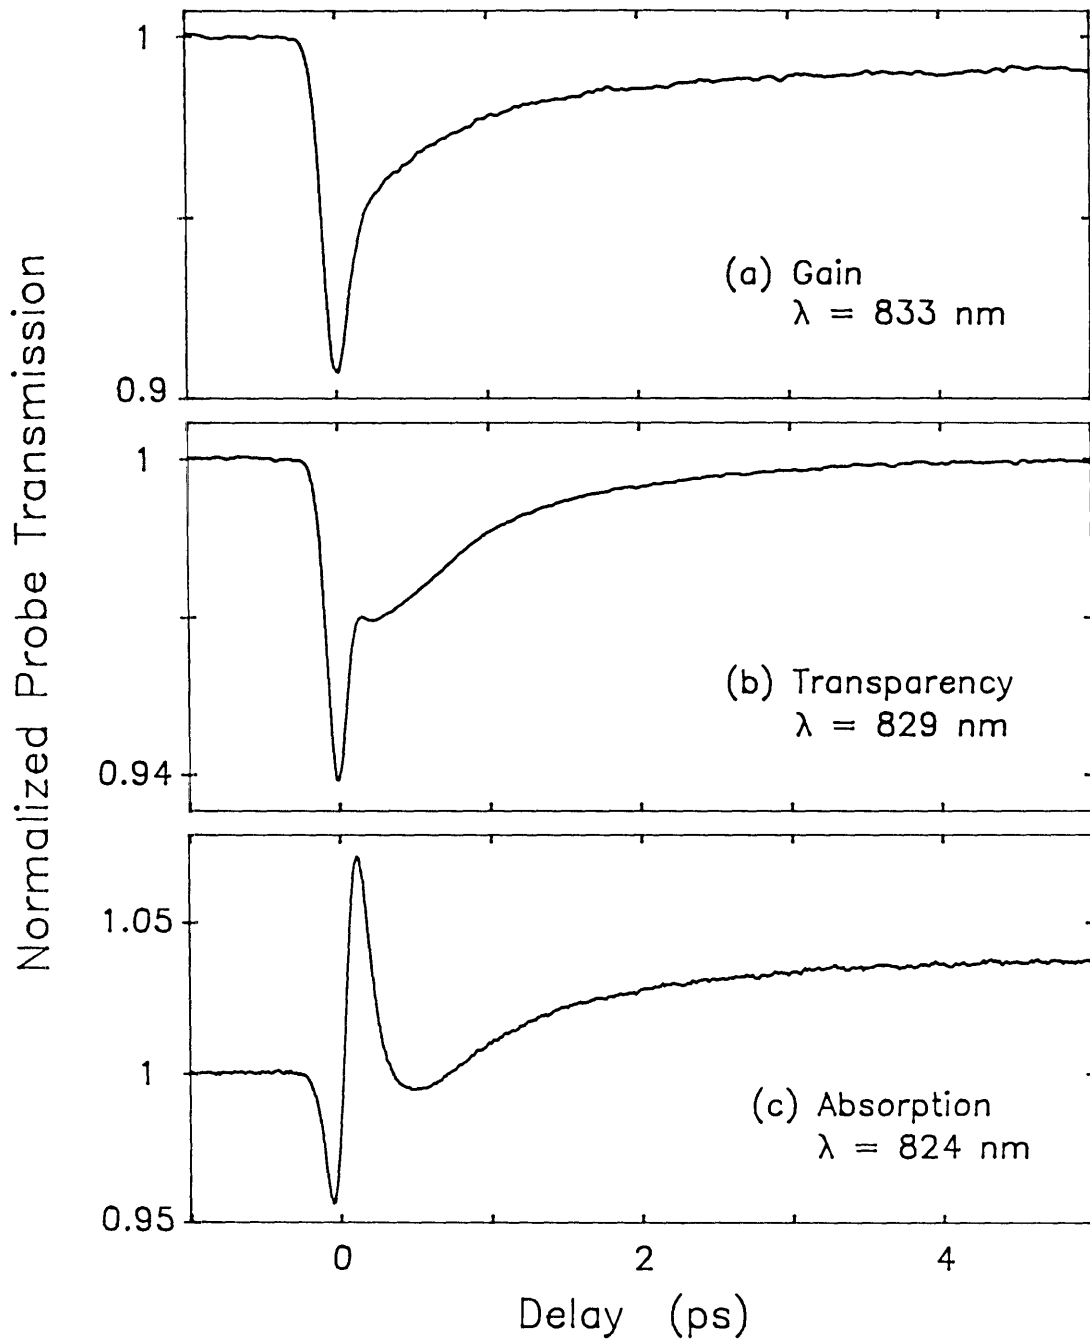 Normalized Probe Transmission
1
0.9
(a) Gain
λ = 833 nm
1
0.94
(b) Transparency
λ = 829 nm
1.05
1
0.95
(c) Absorption
λ = 824 nm
0 2 4
Delay (ps)